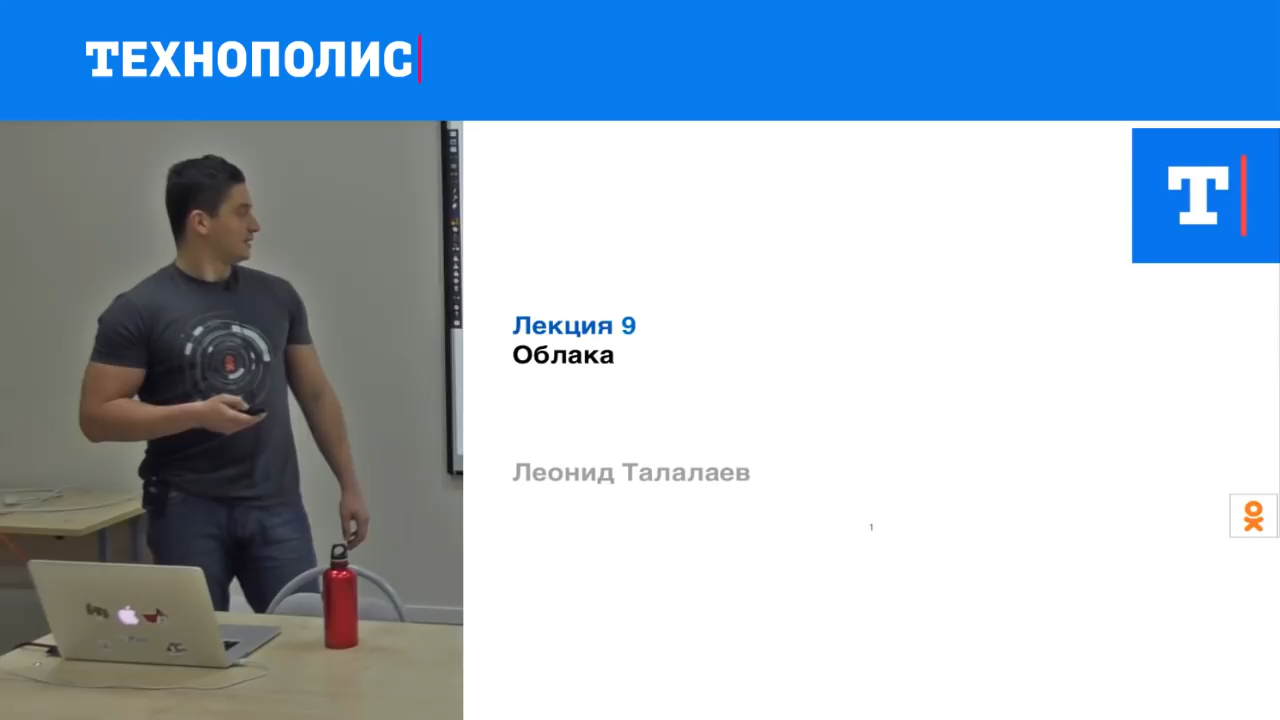 ТЕХНОПОЛИС
Т
Лекция 9
Облака
Леонид Талалаев
1